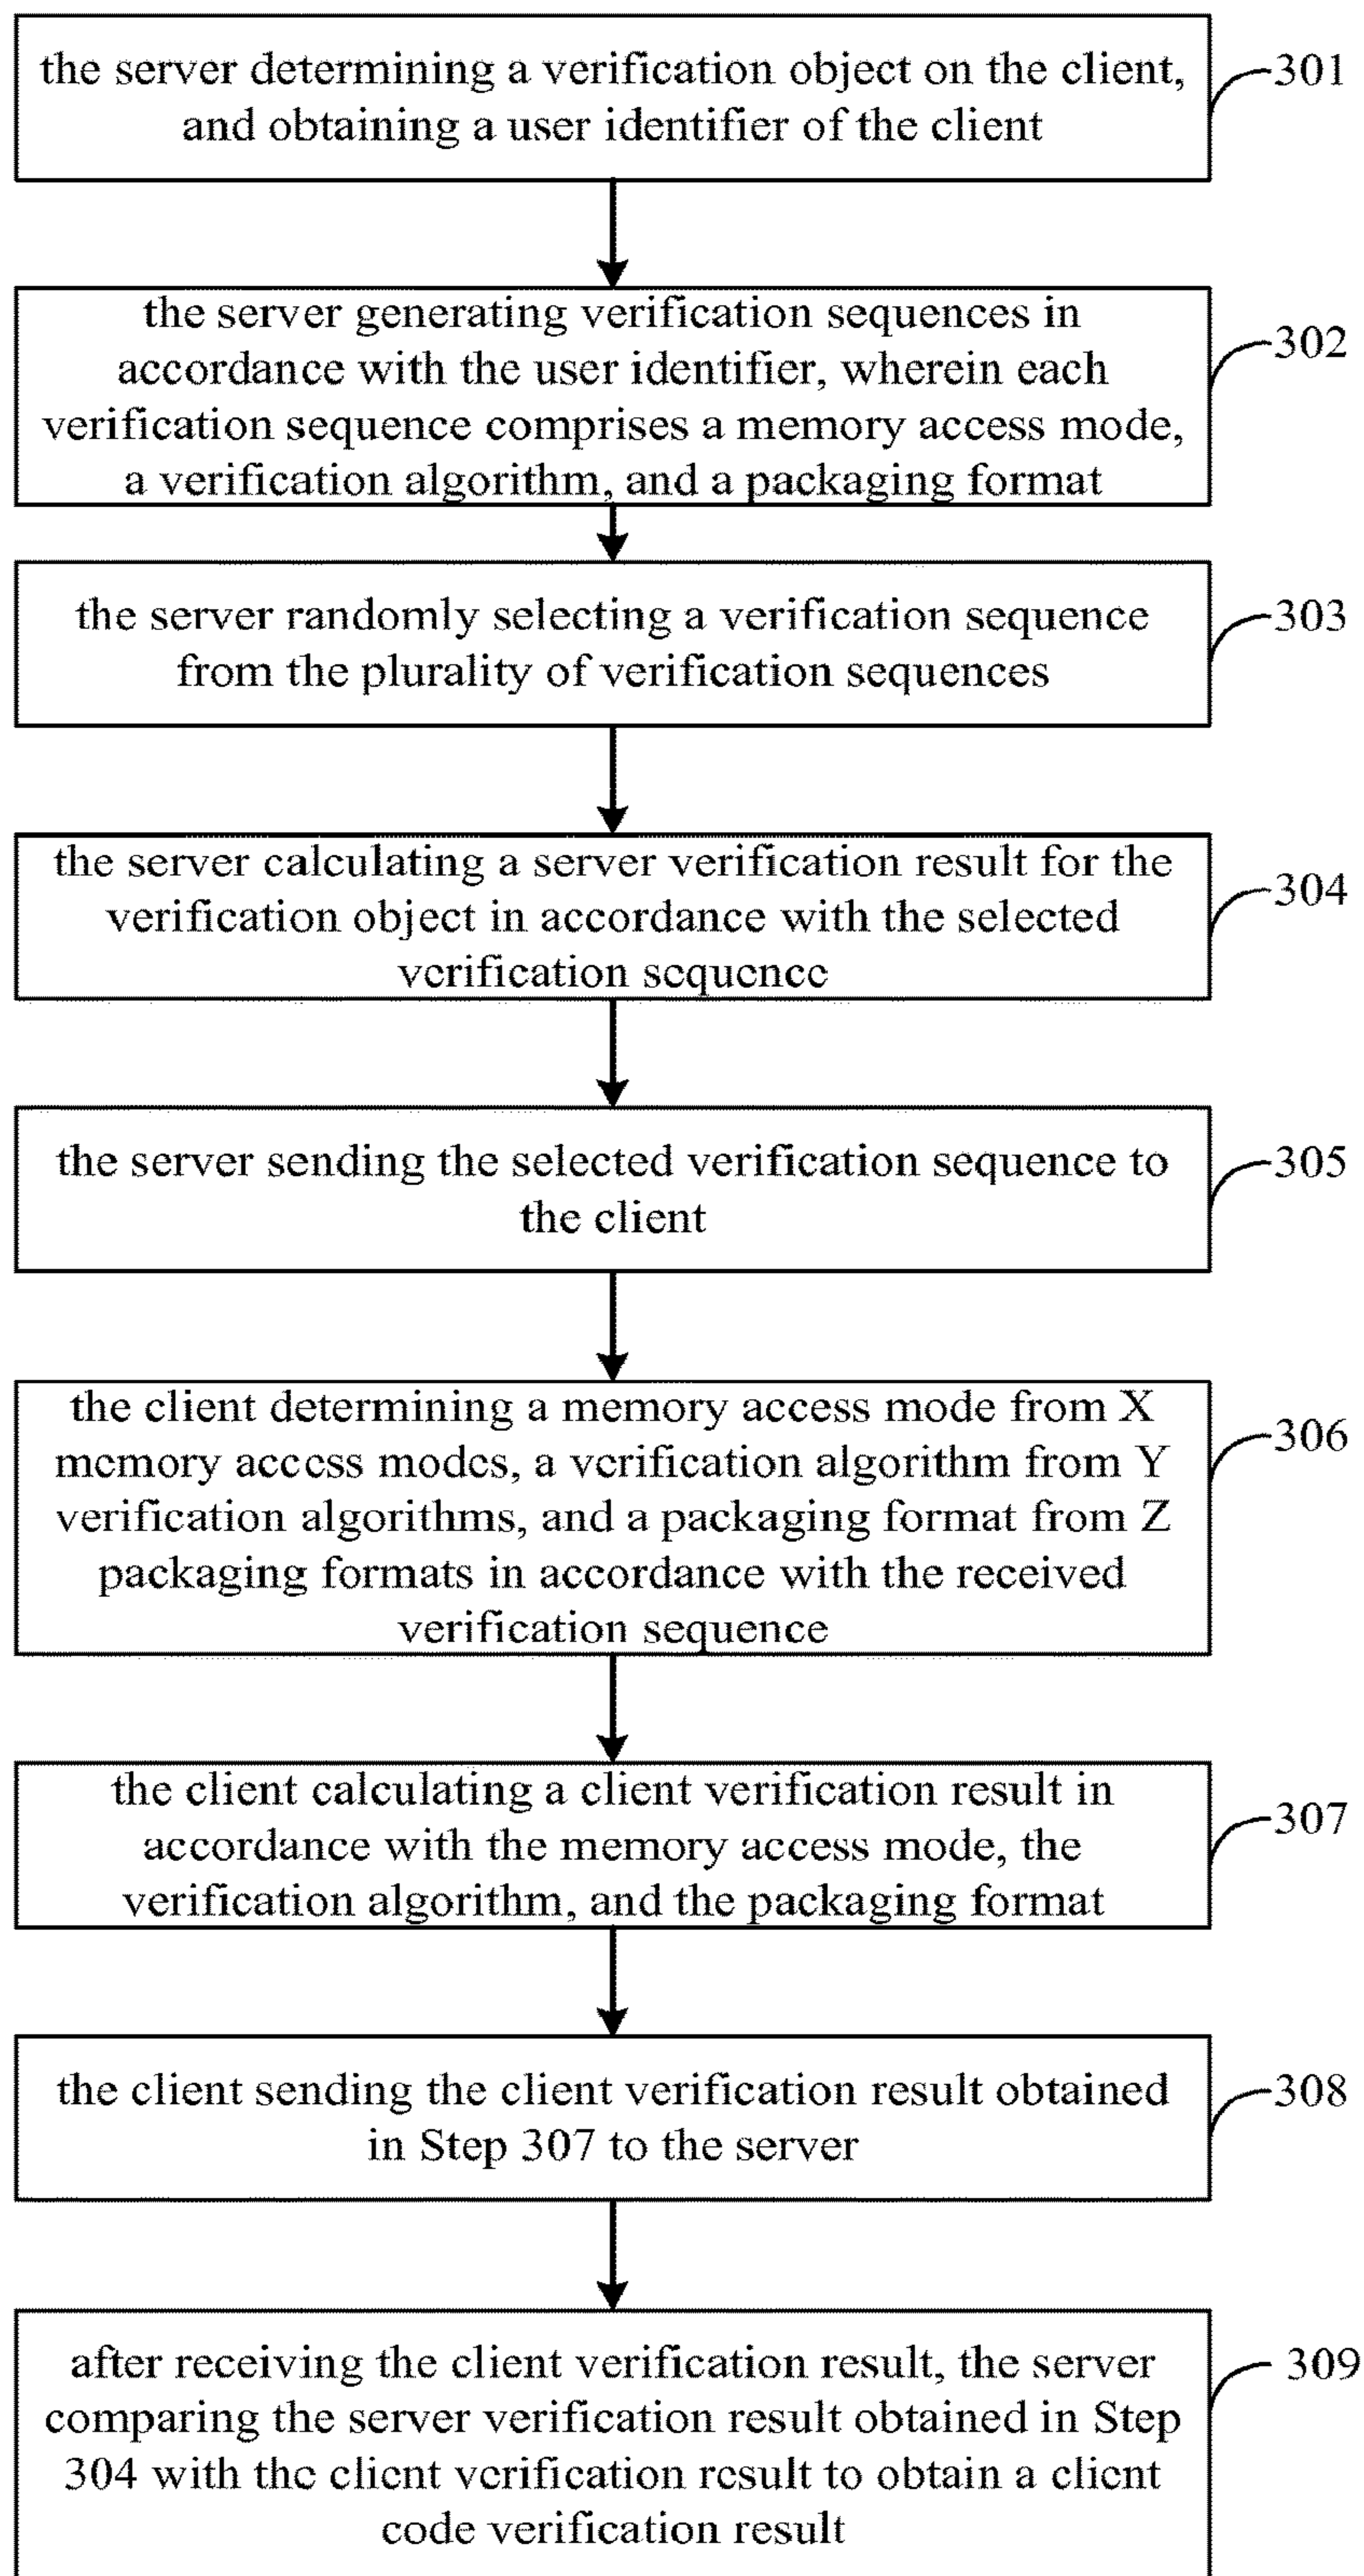 the server determining a verification object on the client,
and obtaining a user identifier of the client
301
the server generating verification sequences in
accordance with the user identifier, wherein each
verification sequence comprises a memory access mode,
a verification algorithm, and a packaging format
302
the server randomly selecting a verification sequence
from the plurality of verification sequences
303
the server calculating a server verification result for the
verification object in accordance with the selected
verification sequence
304
the server sending the selected verification sequence to
the client
305
the client determining a memory access mode from X
memory access modes, a verification algorithm from Y
verification algorithms, and a packaging format from Z
packaging formats in accordance with the received
verification sequence
306
the client calculating a client verification result in
accordance with the memory access mode, the
verification algorithm, and the packaging format
307
the client sending the client verification result obtained
in Step 307 to the server
308
after receiving the client verification result, the server
comparing the server verification result obtained in Step
304 with the client verification result to obtain a client
code verification result
309